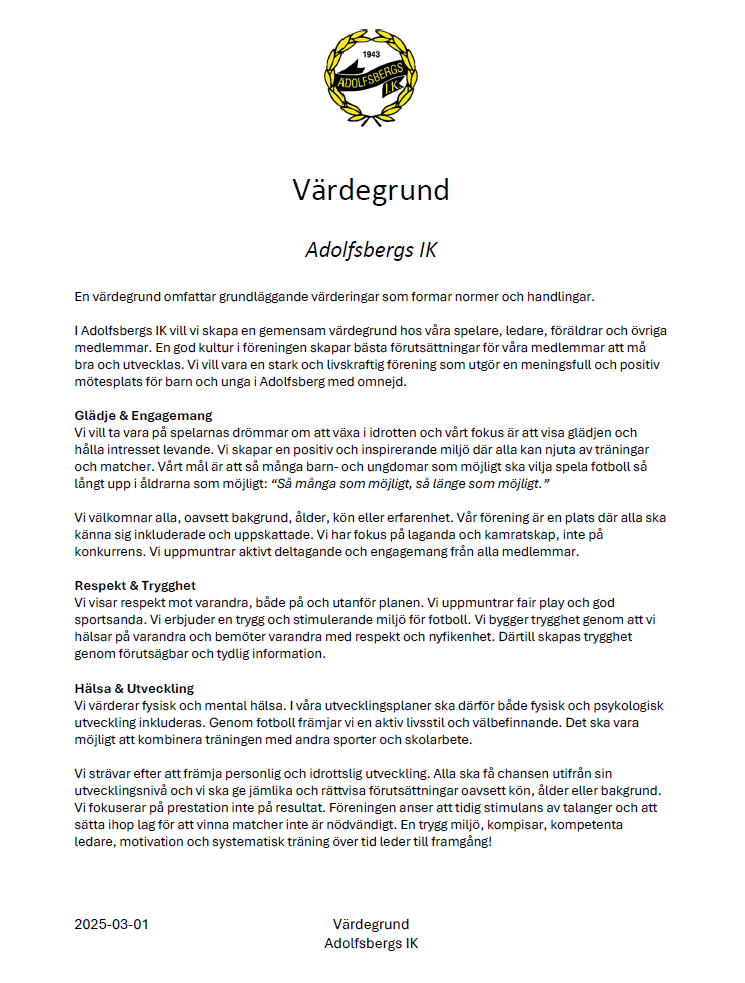 1943
ADOLFSBERGS
I.K
Värdegrund
Adolfsbergs IK
En värdegrund omfattar grundläggande värderingar som formar normer och handlingar.
I Adolfsbergs IK vill vi skapa en gemensam värdegrund hos våra spelare, ledare, föräldrar och övriga
medlemmar. En god kultur i föreningen skapar bästa förutsättningar för våra medlemmar att må
bra och utvecklas. Vi vill vara en stark och livskraftig förening som utgör en meningsfull och positiv
mötesplats för barn och unga i Adolfsberg med omnejd.
Glädje & Engagemang
Vi vill ta vara på spelarnas drömmar om att växa i idrotten och vårt fokus är att visa glädjen och
hålla intresset levande. Vi skapar en positiv och inspirerande miljö där alla kan njuta av träningar
och matcher. Vårt mål är att så många barn- och ungdomar som möjligt ska vilja spela fotboll så
långt upp i åldrarna som möjligt: “Så många som möjligt, så länge som möjligt.”
Vi välkomnar alla, oavsett bakgrund, ålder, kön eller erfarenhet. Vår förening är en plats där alla ska
känna sig inkluderade och uppskattade. Vi har fokus på laganda och kamratskap, inte på
konkurrens. Vi uppmuntrar aktivt deltagande och engagemang från alla medlemmar.
Respekt & Trygghet
Vi visar respekt mot varandra, både på och utanför planen. Vi uppmuntrar fair play och god
sportsanda. Vi erbjuder en trygg och stimulerande miljö för fotboll. Vi bygger trygghet genom att vi
hälsar på varandra och bemöter varandra med respekt och nyfikenhet. Därtill skapas trygghet
genom förutsägbar och tydlig information.
Hälsa & Utveckling
Vi värderar fysisk och mental hälsa. I våra utvecklingsplaner ska därför både fysisk och psykologisk
utveckling inkluderas. Genom fotboll främjar vi en aktiv livsstil och välbefinnande. Det ska vara
möjligt att kombinera träningen med andra sporter och skolarbete.
Vi strävar efter att främja personlig och idrottslig utveckling. Alla ska få chansen utifrån sin
utvecklingsnivå och vi ska ge jämlika och rättvisa förutsättningar oavsett kön, ålder eller bakgrund.
Vi fokuserar på prestation inte på resultat. Föreningen anser att tidig stimulans av talanger och att
sätta ihop lag för att vinna matcher inte är nödvändigt. En trygg miljö, kompisar, kompetenta
ledare, motivation och systematisk träning över tid leder till framgång!
2025-03-01 Värdegrund
Adolfsbergs IK